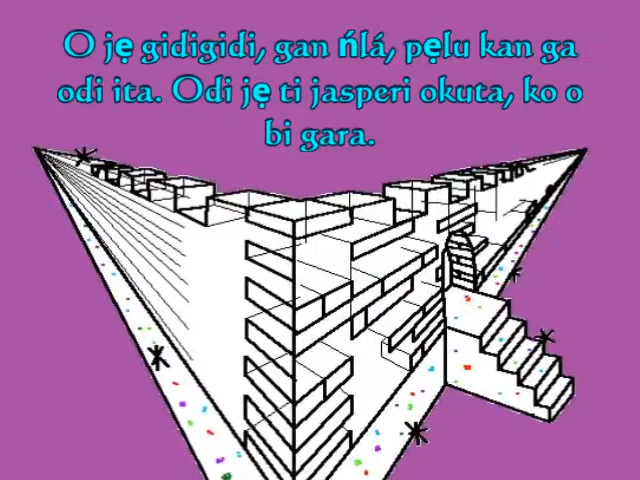 O jẹ gidigidi, gan ńlá, pẹlu kan ga
odi ita. Odi jẹ ti jasperi okuta, ko o
bi gara.